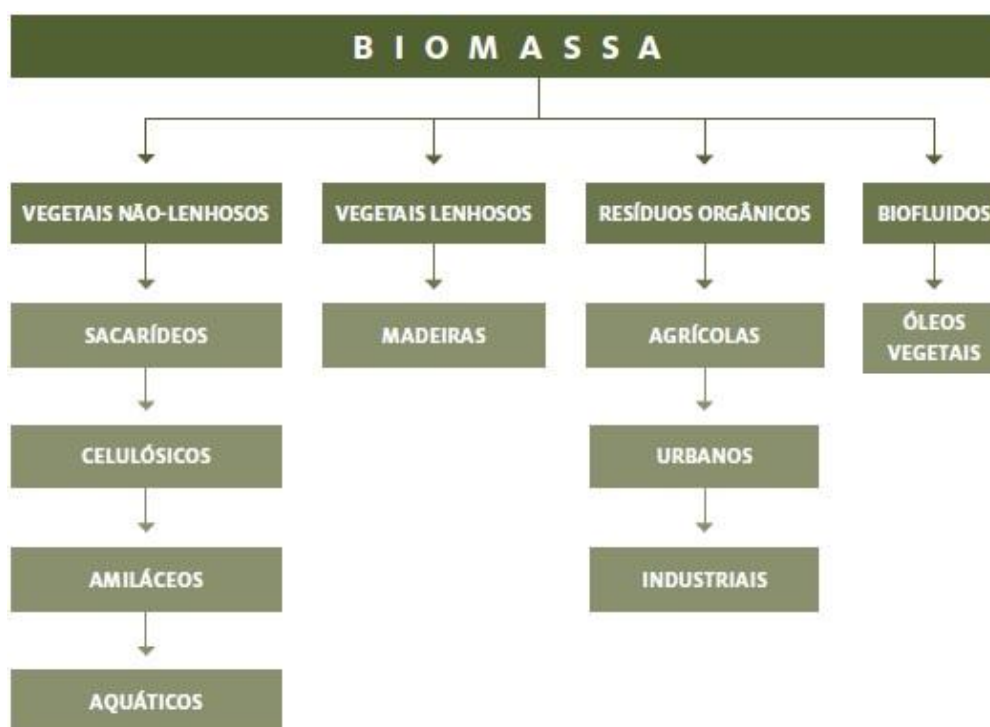 BIOMASSA
VEGETAIS NÃO-LENHOSOS
VEGETAIS LENHOSOS
RESÍDUOS ORGÂNICOS
BIOFLUIDOS
SACARÍDEOS
MADEIRAS
AGRÍCOLAS
ÓLEOS
VEGETAIS
CELULÓSICOS
URBANOS
AMILÁCEOS
INDUSTRIAIS
AQUÁTICOS